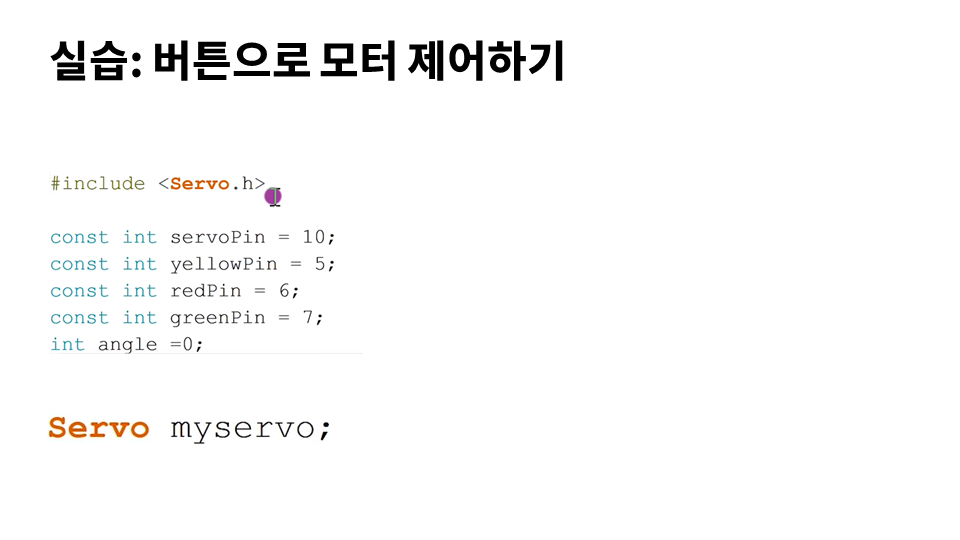 실습: 버튼으로 모터 제어하기
#include <Servo.h>
const int servoPin = 10;
const int yellowPin = 5;
const int redPin = 6;
const int greenPin = 7;
int angle =0;
Servo myservo;